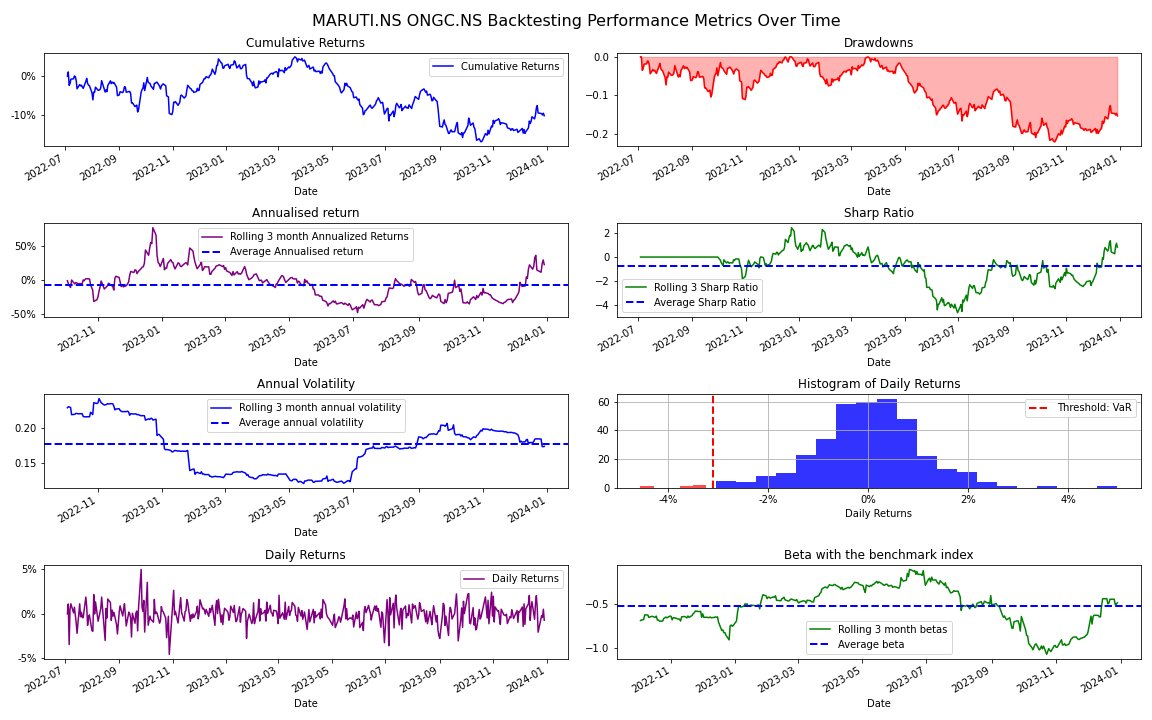 MARUTI.NS ONGC.NS Backtesting Performance Metrics Over Time
Cumulative Returns
Cumulative Returns
0%
-10%
2022-07 2022-09 2022-11 2023-01 2023-03 2023-05 2023-07 2023-09 2023-11 2024-01
Date
Drawdowns
0.0
−0.1
−0.2
2022-07 2022-09 2022-11 2023-01 2023-03 2023-05 2023-07 2023-09 2023-11 2024-01
Date
Annualised return
Rolling 3 month Annualized Returns
Average Annualised return
50%
0%
-50%
2022-11 2023-01 2023-03 2023-05 2023-07 2023-09 2023-11 2024-01
Date
Sharp Ratio
2
0
−2
−4
Rolling 3 Sharp Ratio
Average Sharp Ratio
2022-07 2022-09 2022-11 2023-01 2023-03 2023-05 2023-07 2023-09 2023-11 2024-01
Date
Annual Volatility
Rolling 3 month annual volatility
Average annual volatility
0.20
0.15
2022-11 2023-01 2023-03 2023-05 2023-07 2023-09 2023-11 2024-01
Date
Histogram of Daily Returns
Threshold: VaR
60
40
20
0
-4% -2% 0% 2% 4%
Daily Returns
Daily Returns
Daily Returns
5%
0%
-5%
2022-07 2022-09 2022-11 2023-01 2023-03 2023-05 2023-07 2023-09 2023-11 2024-01
Date
Beta with the benchmark index
−0.5
−1.0
Rolling 3 month betas
Average beta
2022-11 2023-01 2023-03 2023-05 2023-07 2023-09 2023-11 2024-01
Date